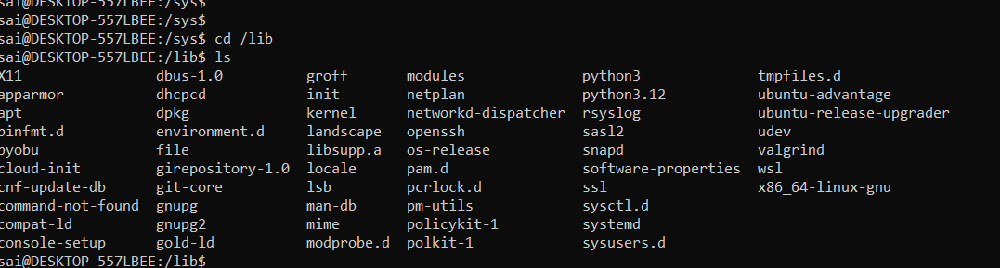 sai@DESKTOP-557LBEE:/sys$
sai@DESKTOP-557LBEE:/sys$
sai@DESKTOP-557LBEE:/sys$ cd /lib
sai@DESKTOP-557LBEE:/lib$ ls
X11 dbus-1.0 groff modules python3 tmpfiles.d
apparmor dhcpcd init netplan python3.12 ubuntu-advantage
apt dpkg kernel networkd-dispatcher rsyslog ubuntu-release-upgrader
binfmt.d environment.d landscape openssh sasl2 udev
byobu file libsupp.a os-release snapd valgrind
cloud-init girepository-1.0 locale pam.d software-properties wsl
cnf-update-db git-core lsb pcrlock.d ssl x86_64-linux-gnu
command-not-found gnupg man-db pm-utils sysctl.d
compat-ld gnupg2 mime policykit-1 systemd
console-setup gold-ld modprobe.d polkit-1 sysusers.d
sai@DESKTOP-557LBEE:/lib$